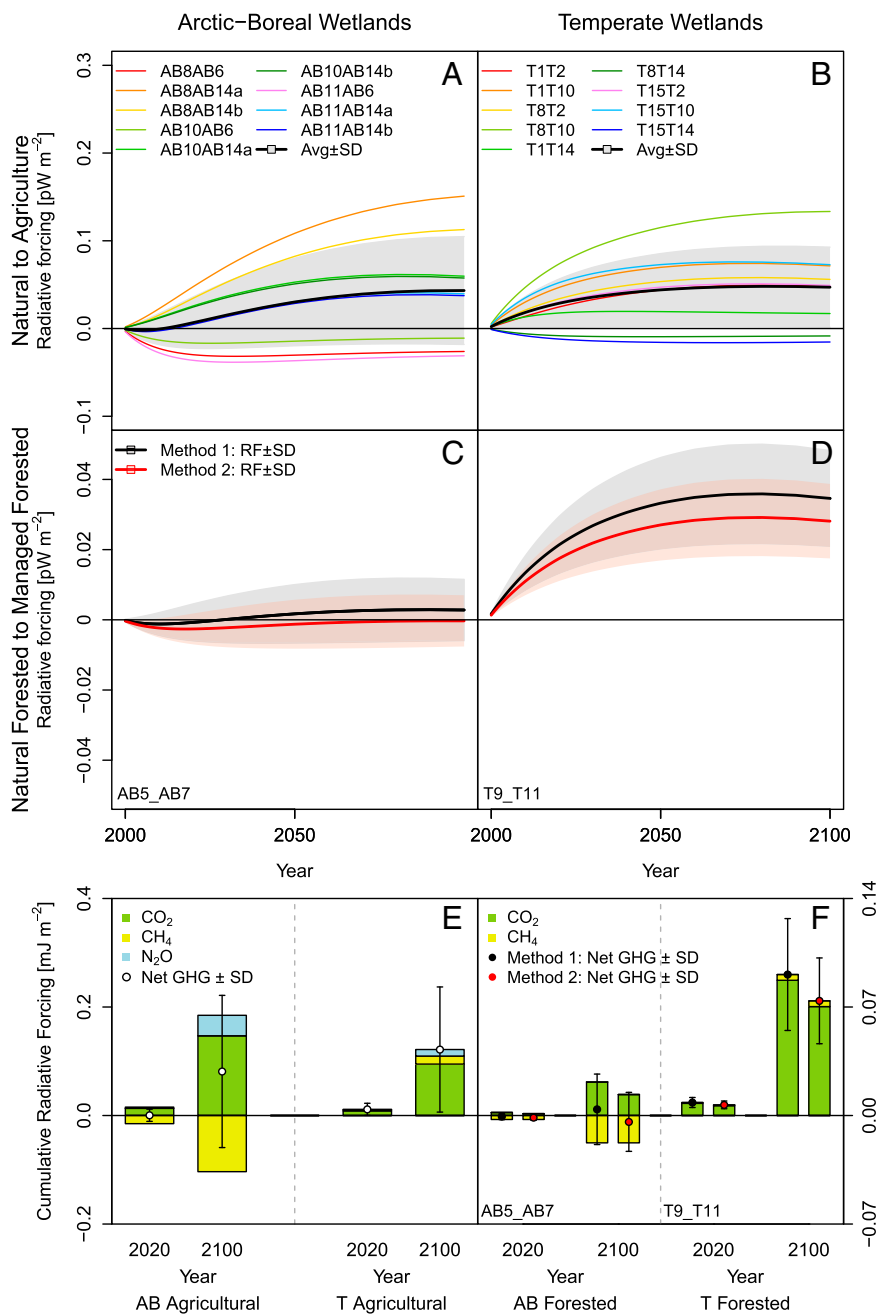 Arctic−Boreal Wetlands
Temperate Wetlands
Natural to Agriculture
Radiative forcing [pW m⁻²]
0.3
0.2
0.1
0.0
−0.1
A
AB8AB6
AB8AB14a
AB8AB14b
AB10AB6
AB10AB14a
AB10AB14b
AB11AB6
AB11AB14a
AB11AB14b
Avg±SD
B
T1T2
T1T10
T8T2
T8T10
T1T14
T8T14
T15T2
T15T10
T15T14
Avg±SD
Natural Forested to Managed Forested
Radiative forcing [pW m⁻²]
0.04
0.02
0
−0.02
−0.04
C
Method 1: RF±SD
Method 2: RF±SD
AB5_AB7
D
T9_T11
2000
2050
Year
2000
2050
2100
Year
Cumulative Radiative Forcing [mJ m⁻²]
0.4
0.2
0.0
−0.2
E
CO₂
CH₄
N₂O
Net GHG ± SD
F
CO₂
CH₄
Method 1: Net GHG ± SD
Method 2: Net GHG ± SD
AB5_AB7
T9_T11
0.14
0.07
0.00
−0.07
2020
2100
2020
2100
2020
2100
2020
2100
Year
Year
Year
Year
AB Agricultural
T Agricultural
AB Forested
T Forested